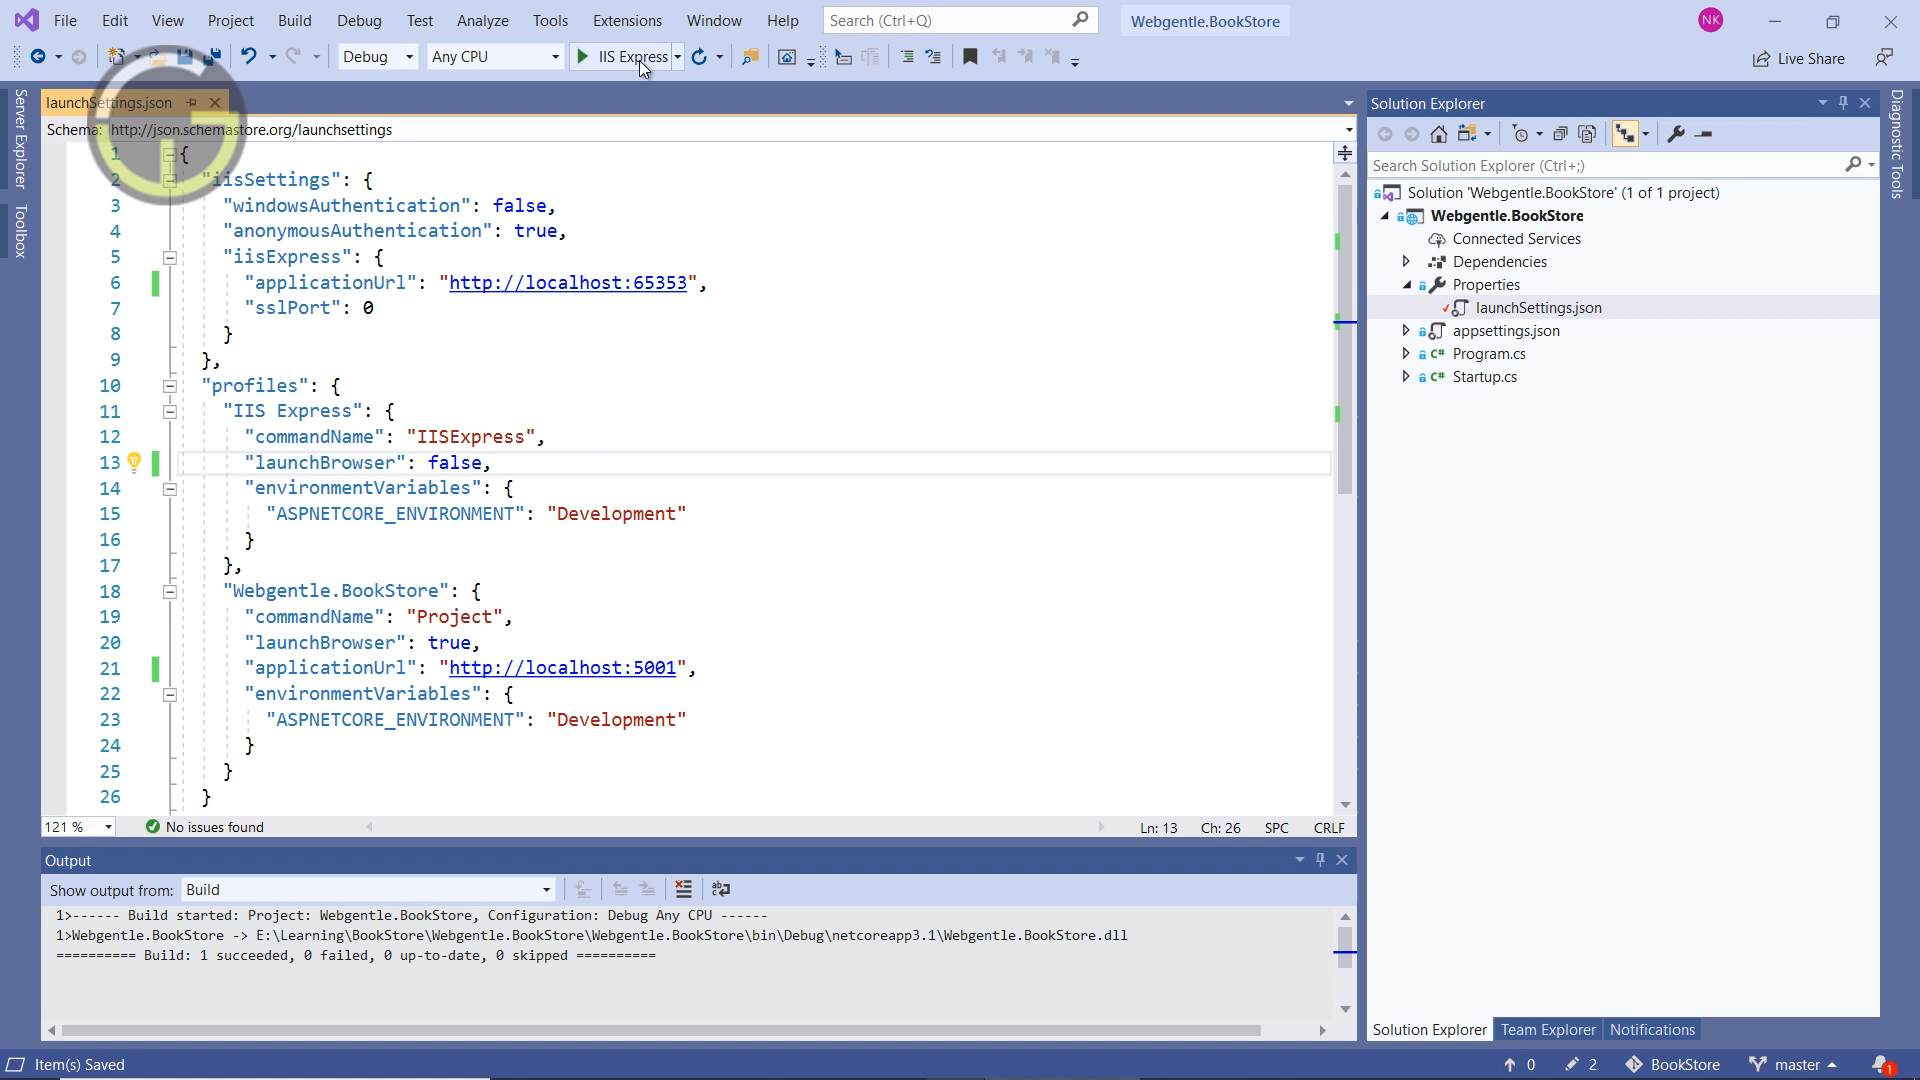 File Edit View Project Build Debug Test Analyze Tools Extensions Window Help Search (Ctrl+Q) Webgentle.BookStore NK
Debug Any CPU IIS Express Live Share
Server Explorer
Toolbox
launchSettings.json
Schema: http://json.schemastore.org/launchsettings
1 {
2 "iisSettings": {
3 "windowsAuthentication": false,
4 "anonymousAuthentication": true,
5 "iisExpress": {
6 "applicationUrl": "http://localhost:65353",
7 "sslPort": 0
8 }
9 },
10 "profiles": {
11 "IIS Express": {
12 "commandName": "IISExpress",
13 "launchBrowser": false,
14 "environmentVariables": {
15 "ASPNETCORE_ENVIRONMENT": "Development"
16 }
17 },
18 "Webgentle.BookStore": {
19 "commandName": "Project",
20 "launchBrowser": true,
21 "applicationUrl": "http://localhost:5001",
22 "environmentVariables": {
23 "ASPNETCORE_ENVIRONMENT": "Development"
24 }
25 }
26 }
121 % No issues found Ln: 13 Ch: 26 SPC CRLF
Output
Show output from: Build
1>------ Build started: Project: Webgentle.BookStore, Configuration: Debug Any CPU ------
1>Webgentle.BookStore -> E:\Learning\BookStore\Webgentle.BookStore\Webgentle.BookStore\bin\Debug\netcoreapp3.1\Webgentle.BookStore.dll
========== Build: 1 succeeded, 0 failed, 0 up-to-date, 0 skipped ==========
Solution Explorer
Search Solution Explorer (Ctrl+;)
Solution 'Webgentle.BookStore' (1 of 1 project)
Webgentle.BookStore
Connected Services
Dependencies
Properties
launchSettings.json
appsettings.json
C# Program.cs
C# Startup.cs
Solution Explorer Team Explorer Notifications
Diagnostic Tools
Item(s) Saved 0 2 BookStore master 1